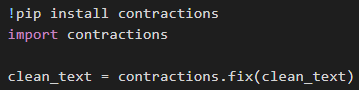 !pip install contractions
import contractions
clean_text = contractions.fix(clean_text)